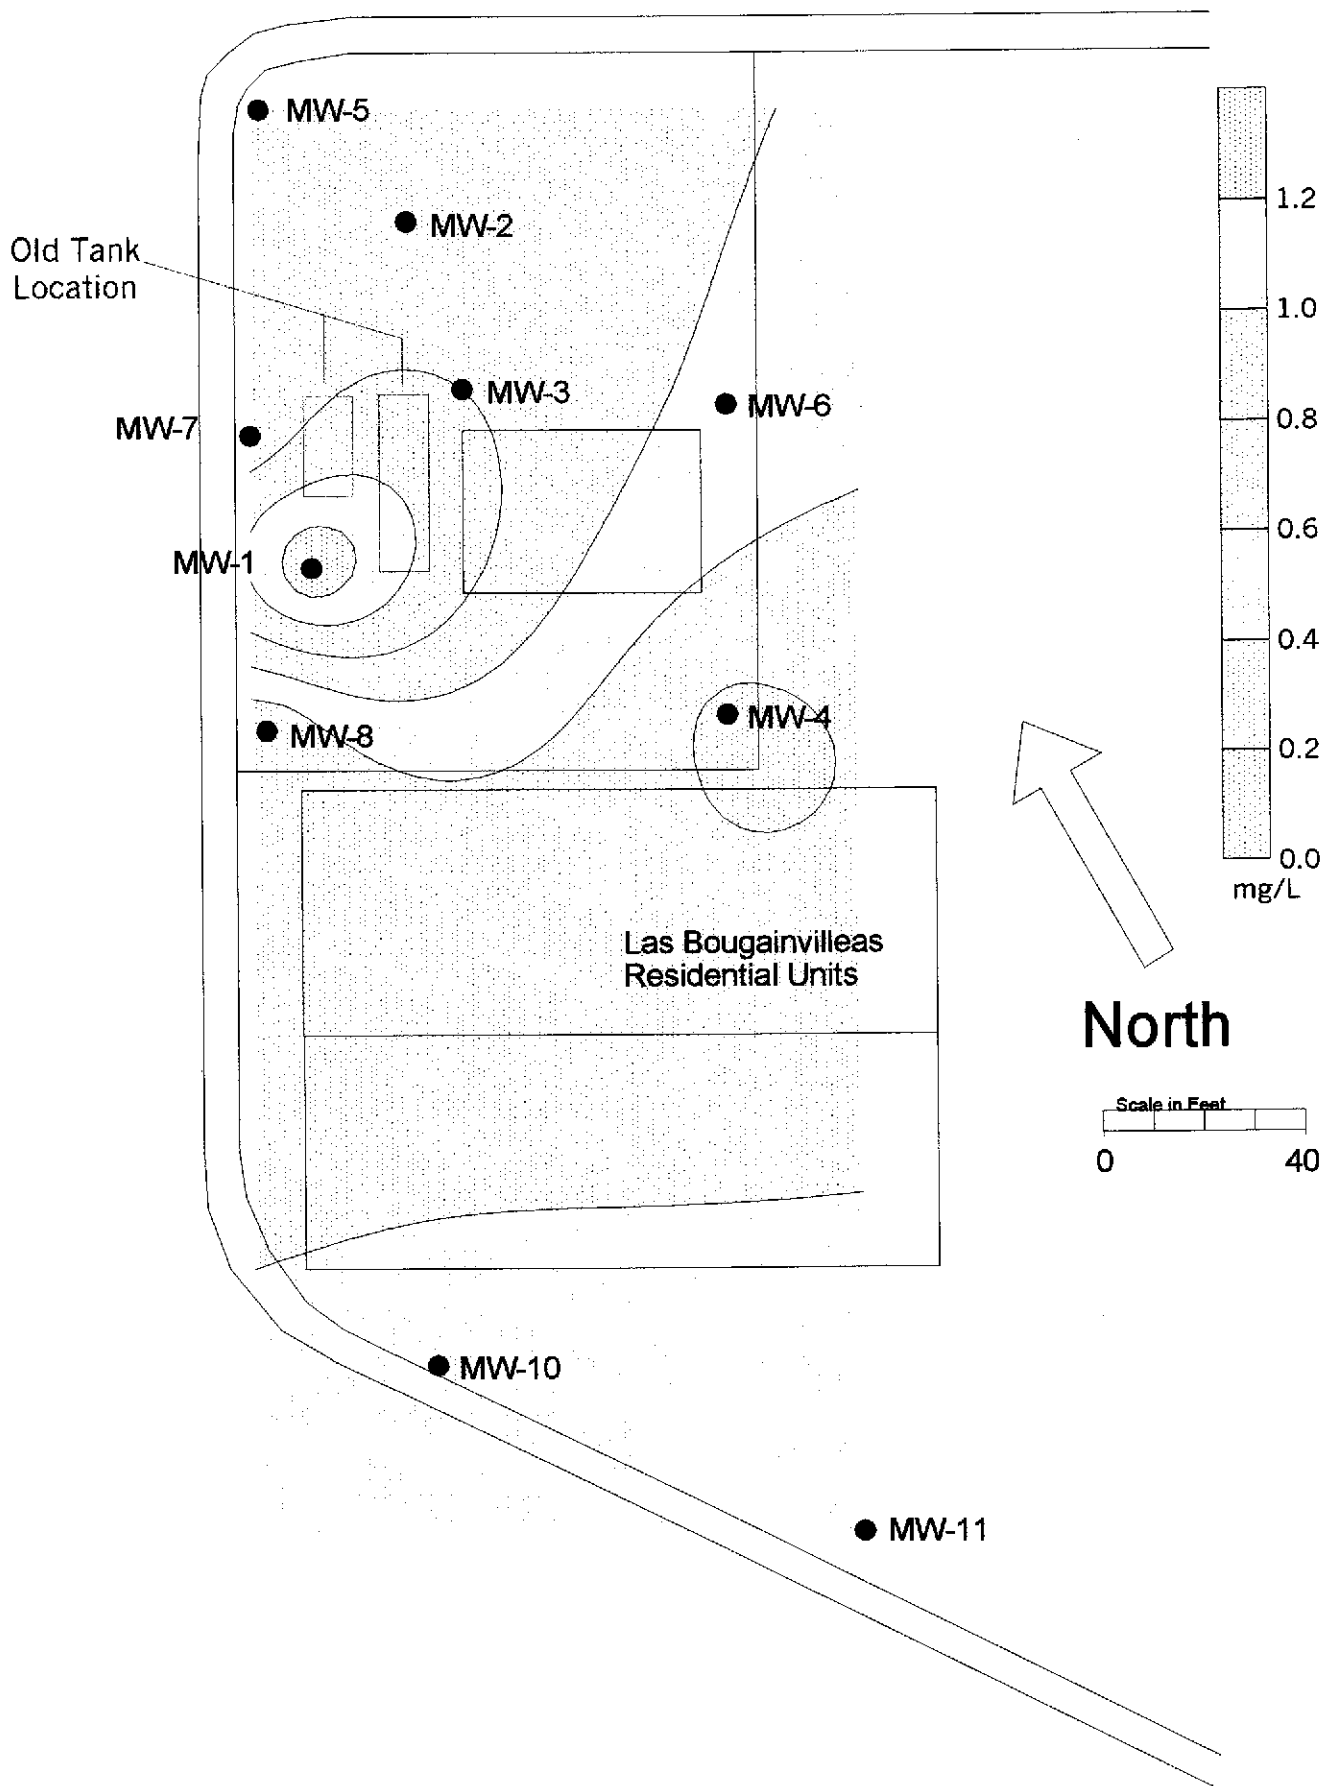 MW-5
MW-2
Old Tank
Location
MW-3
MW-6
MW-7
MW-1
MW-4
MW-8
1.2
1.0
0.8
0.6
0.4
0.2
0.0
mg/L
Las Bougainvilleas
Residential Units
North
Scale in Feet
0 40
MW-10
MW-11